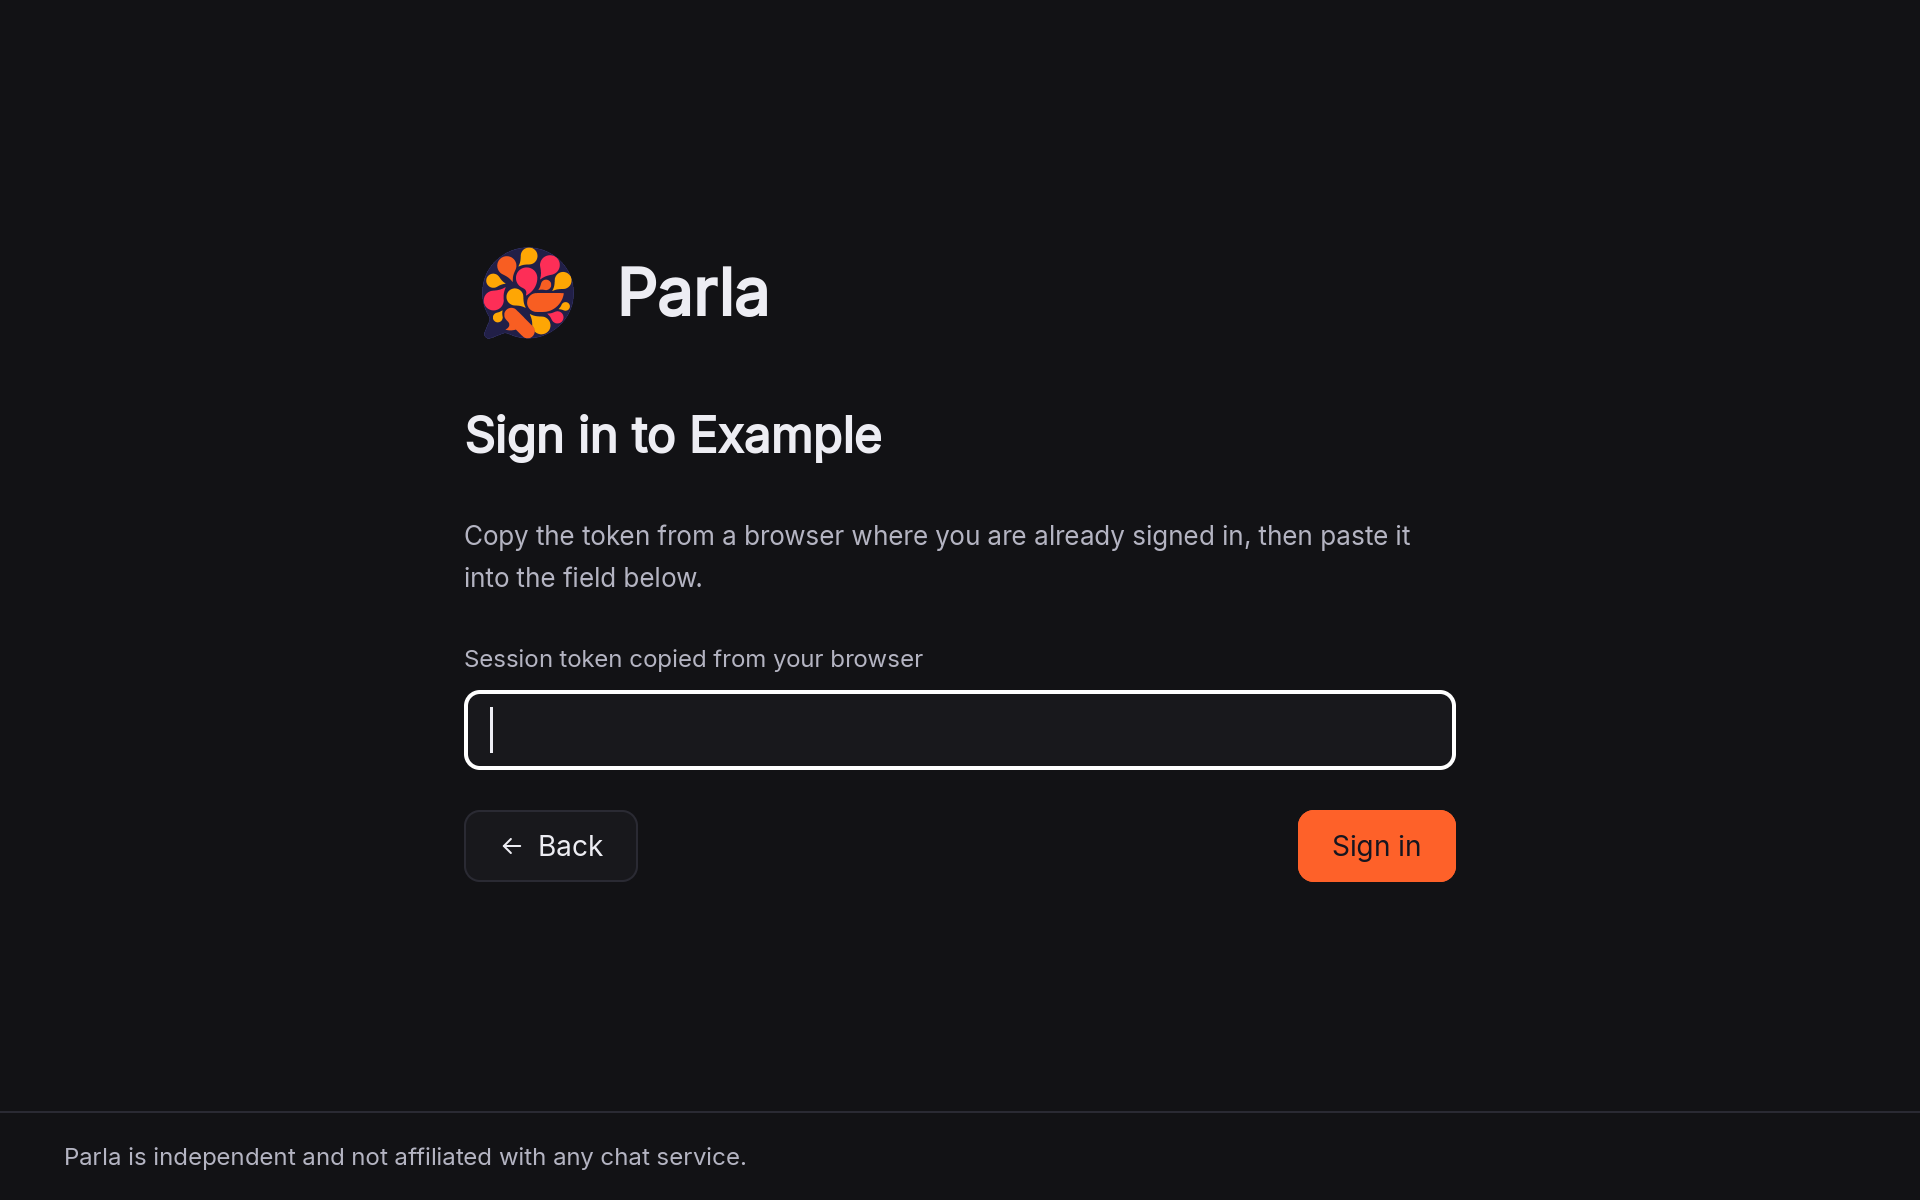 Parla
Sign in to Example
Copy the token from a browser where you are already signed in, then paste it
into the field below.
Session token copied from your browser
← Back
Sign in
Parla is independent and not affiliated with any chat service.